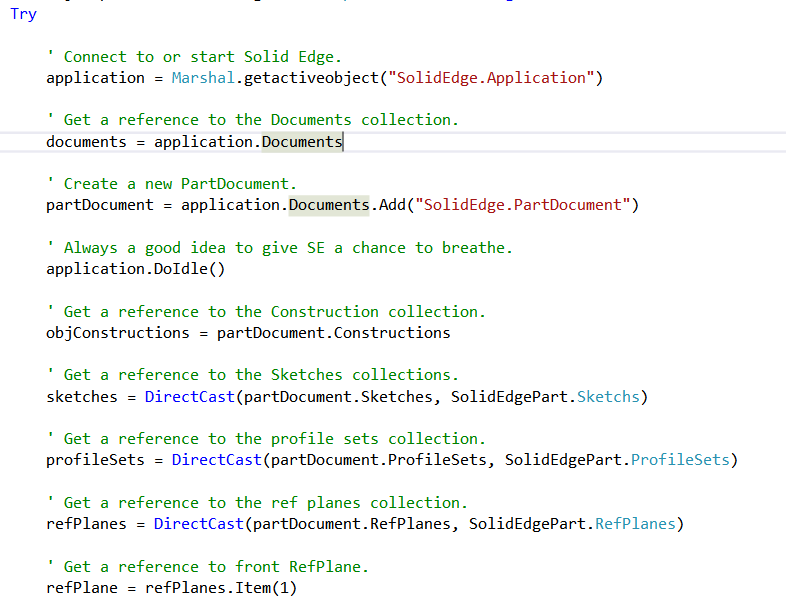 Try
' Connect to or start Solid Edge.
application = Marshal.getactiveobject("SolidEdge.Application")
' Get a reference to the Documents collection.
documents = application.Documents
' Create a new PartDocument.
partDocument = application.Documents.Add("SolidEdge.PartDocument")
' Always a good idea to give SE a chance to breathe.
application.DoIdle()
' Get a reference to the Construction collection.
objConstructions = partDocument.Constructions
' Get a reference to the Sketches collections.
sketches = DirectCast(partDocument.Sketches, SolidEdgePart.Sketchs)
' Get a reference to the profile sets collection.
profileSets = DirectCast(partDocument.ProfileSets, SolidEdgePart.ProfileSets)
' Get a reference to the ref planes collection.
refPlanes = DirectCast(partDocument.RefPlanes, SolidEdgePart.RefPlanes)
' Get a reference to front RefPlane.
refPlane = refPlanes.Item(1)